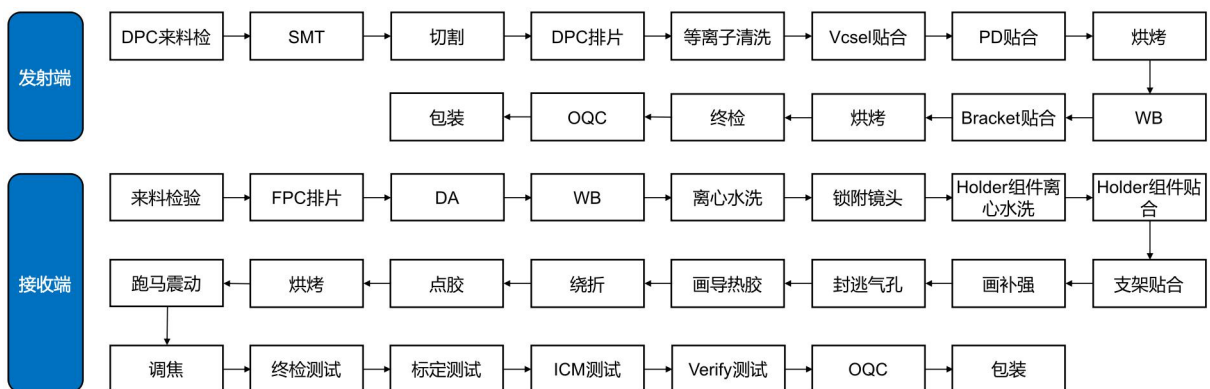 发射端
DPC来料检
SMT
切割
DPC排片
等离子清洗
Vcsel贴合
PD贴合
烘烤
WB
Bracket贴合
烘烤
终检
OQC
包装
接收端
来料检验
FPC排片
DA
WB
离心水洗
锁附镜头
Holder组件离
心水洗
Holder组件贴
合
支架贴合
画补强
封逃气孔
画导热胶
绕折
点胶
烘烤
跑马震动
调焦
终检测试
标定测试
ICM测试
Verify测试
OQC
包装